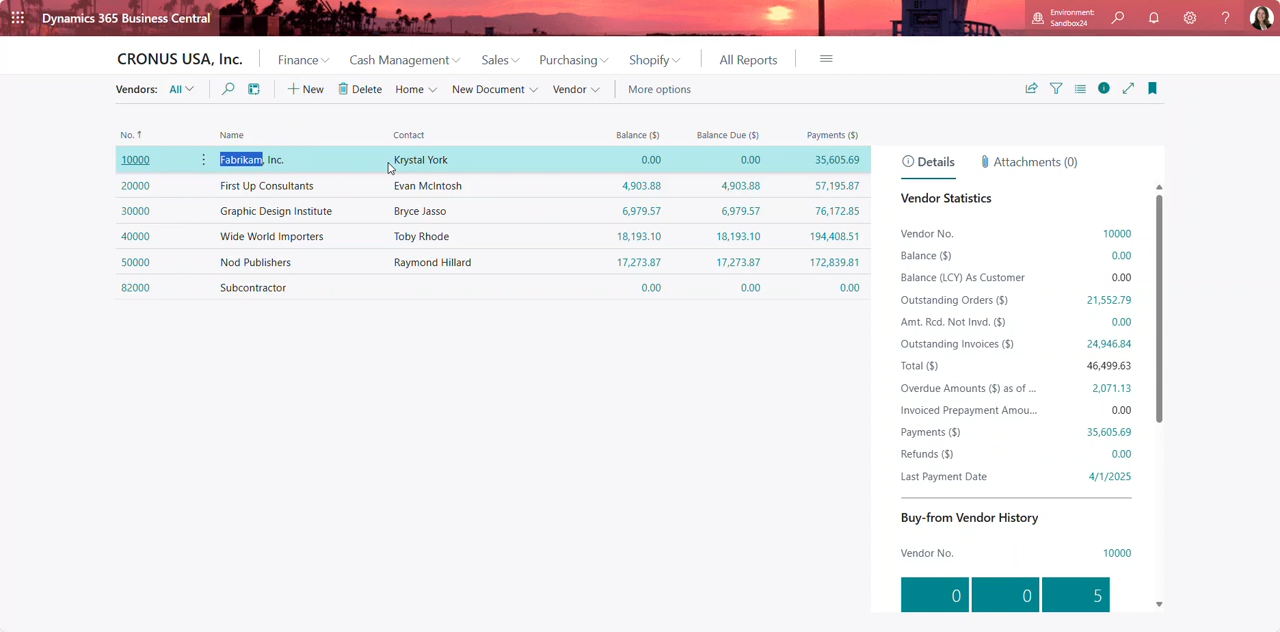 Dynamics 365 Business Central
Environment:
Sandbox24
?
CRONUS USA, Inc.
Finance
Cash Management
Sales
Purchasing
Shopify
All Reports
Vendors:
All
New
Delete
Home
New Document
Vendor
More options
No. ↑ Name Contact Balance ($) Balance Due ($) Payments ($)
10000 Fabrikam, Inc. Krystal York 0.00 0.00 35,605.69
20000 First Up Consultants Evan McIntosh 4,903.88 4,903.88 57,195.87
30000 Graphic Design Institute Bryce Jasso 6,979.57 6,979.57 76,172.85
40000 Wide World Importers Toby Rhode 18,193.10 18,193.10 194,408.51
50000 Nod Publishers Raymond Hillard 17,273.87 17,273.87 172,839.81
82000 Subcontractor 0.00 0.00 0.00
Details
Attachments (0)
Vendor Statistics
Vendor No. 10000
Balance ($) 0.00
Balance (LCY) As Customer 0.00
Outstanding Orders ($) 21,552.79
Amt. Rcd. Not Invd. ($) 0.00
Outstanding Invoices ($) 24,946.84
Total ($) 46,499.63
Overdue Amounts ($) as of ... 2,071.13
Invoiced Prepayment Amou... 0.00
Payments ($) 35,605.69
Refunds ($) 0.00
Last Payment Date 4/1/2025
Buy-from Vendor History
Vendor No. 10000
0 0 5